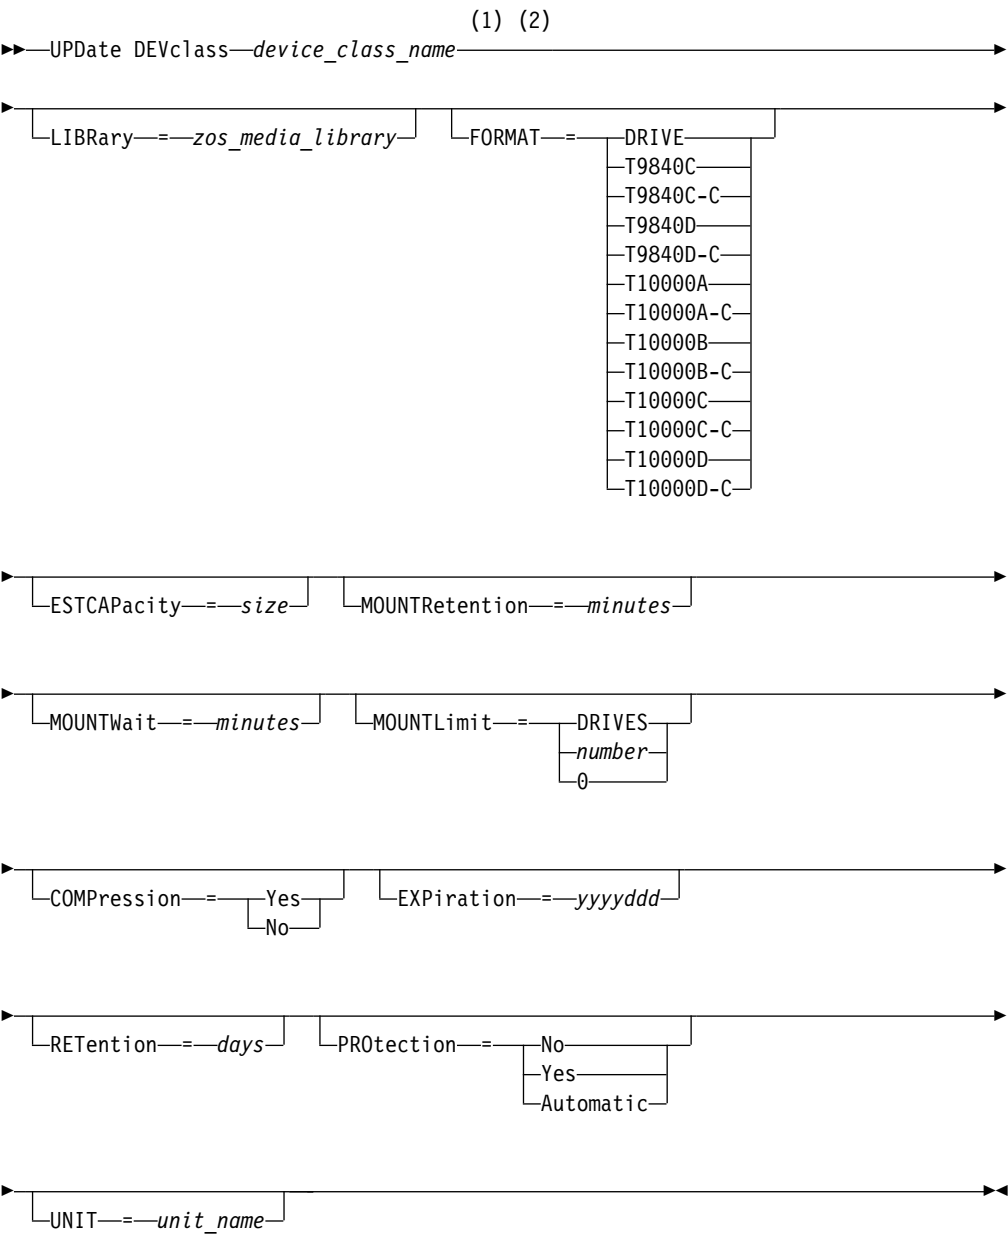 (1) (2)
UPDate DEVclass device_class_name
LIBRary = zos_media_library FORMAT = DRIVE
T9840C
T9840C-C
T9840D
T9840D-C
T10000A
T10000A-C
T10000B
T10000B-C
T10000C
T10000C-C
T10000D
T10000D-C
ESTCAPacity = size MOUNTRetention = minutes
MOUNTWait = minutes MOUNTLimit = DRIVES
number
0
COMPression = Yes EXPiration = yyyyddd
No
RETention = days PROtection = No
Yes
Automatic
UNIT = unit_name